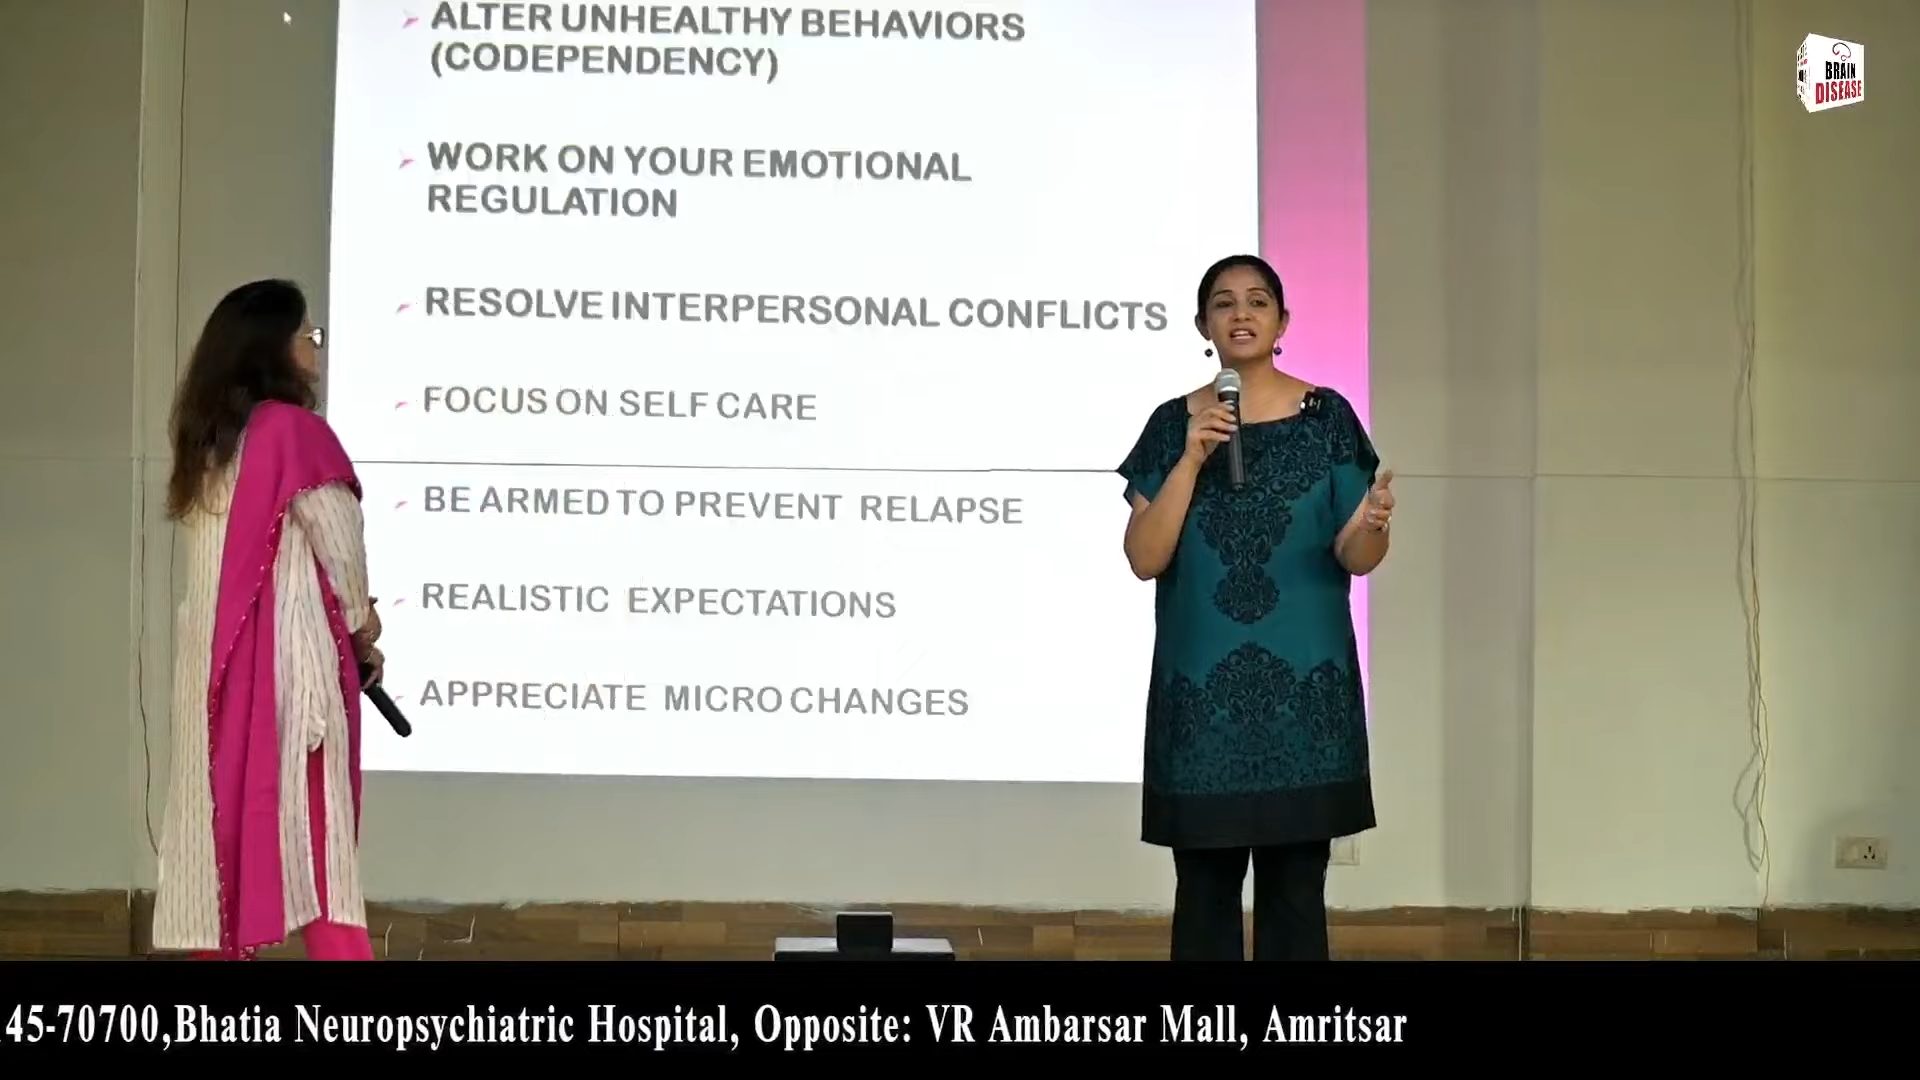 ALTER UNHEALTHY BEHAVIORS
(CODEPENDENCY)
WORK ON YOUR EMOTIONAL
REGULATION
RESOLVE INTERPERSONAL CONFLICTS
FOCUS ON SELF CARE
BE ARMED TO PREVENT RELAPSE
REALISTIC EXPECTATIONS
APPRECIATE MICRO CHANGES
BRAIN
DISEASE
45-70700,Bhatia Neuropsychiatric Hospital, Opposite: VR Ambarsar Mall, Amritsar